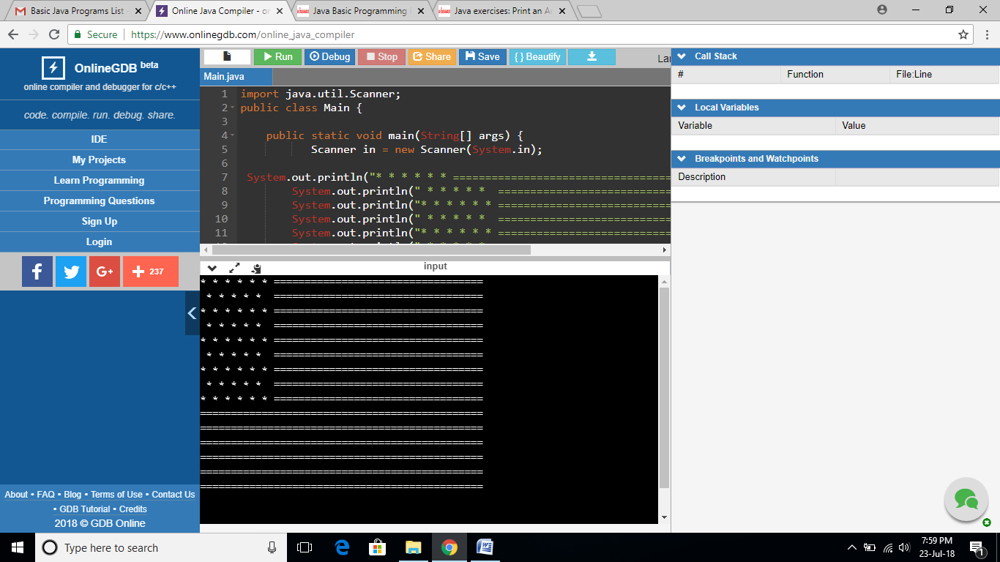 Basic Java Programs List
Online Java Compiler - on
Java Basic Programming
Java exercises: Print an A
Secure
https://www.onlinegdb.com/online_java_compiler
OnlineGDB beta
online compiler and debugger for c/c++
code. compile. run. debug. share.
IDE
My Projects
Learn Programming
Programming Questions
Sign Up
Login
237
About • FAQ • Blog • Terms of Use • Contact Us
• GDB Tutorial • Credits
2018 © GDB Online
Run
Debug
Stop
Share
Save
{ } Beautify
Lan
Main.java
1 import java.util.Scanner;
2 public class Main {
3
4 public static void main(String[] args) {
5 Scanner in = new Scanner(System.in);
6
7 System.out.println("* * * * * * ==================================
8 System.out.println(" * * * * *  ===========================
9 System.out.println("* * * * * * ===========================
10 System.out.println(" * * * * *  ===========================
11 System.out.println("* * * * * * ===========================
input
* * * * * * ==================================
 * * * * *  ==================================
* * * * * * ==================================
 * * * * *  ==================================
* * * * * * ==================================
 * * * * *  ==================================
* * * * * * ==================================
 * * * * *  ==================================
* * * * * * ==================================
==============================================
==============================================
==============================================
==============================================
==============================================
==============================================
Call Stack
# Function File:Line
Local Variables
Variable Value
Breakpoints and Watchpoints
Description
Type here to search
7:59 PM
23-Jul-18
1